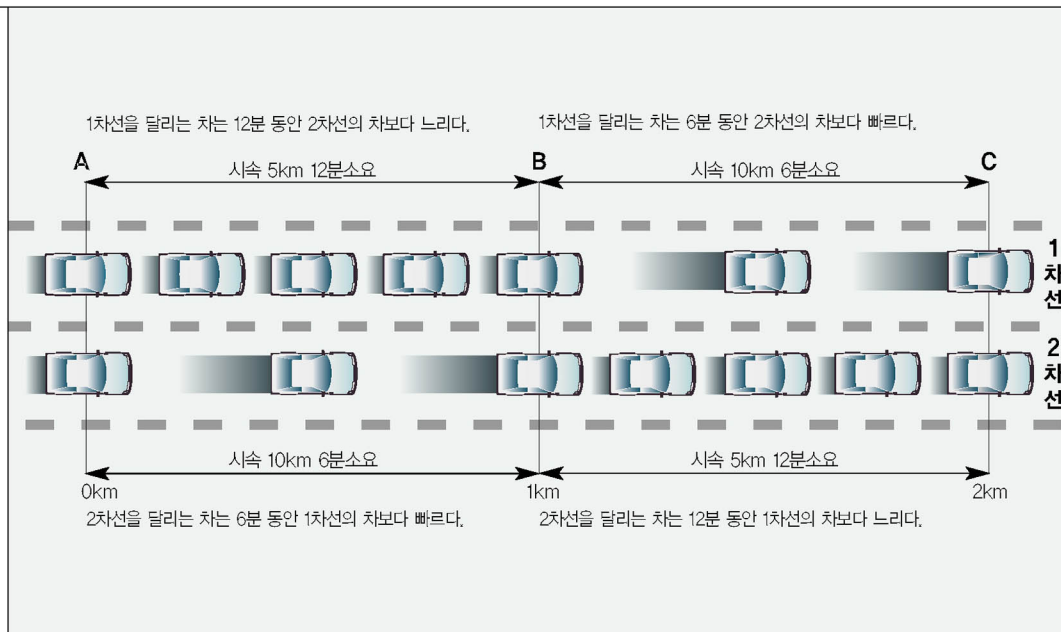 1차선을 달리는 차는 12분 동안 2차선의 차보다 느리다.
1차선을 달리는 차는 6분 동안 2차선의 차보다 빠르다.
A
B
C
시속 5km 12분소요
시속 10km 6분소요
1차선
2차선
시속 10km 6분소요
시속 5km 12분소요
0km
1km
2km
2차선을 달리는 차는 6분 동안 1차선의 차보다 빠르다.
2차선을 달리는 차는 12분 동안 1차선의 차보다 느리다.